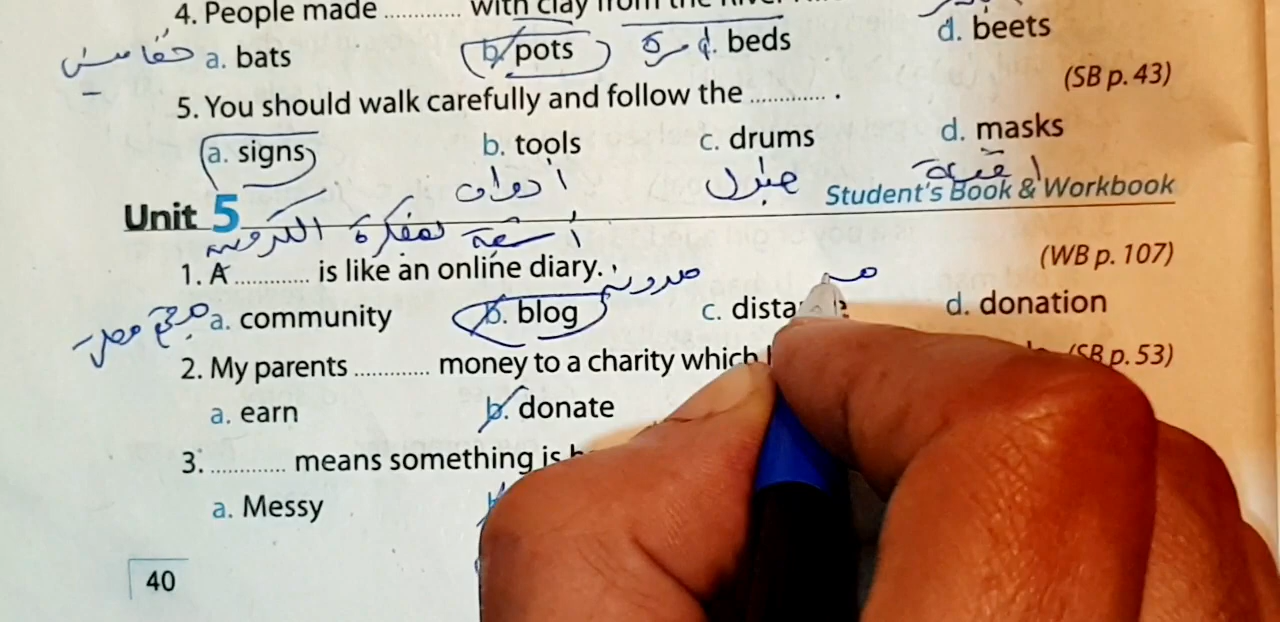 4. People made ............ with clay from the River
خفافيش a. bats b. pots c. beds d. beets
(SB p. 43)
5. You should walk carefully and follow the ............ .
a. signs b. tools c. drums d. masks
أدوات طبول أقنعة
Student's Book & Workbook
Unit 5
(WB p. 107)
1. A ............ is like an online diary. مدونة
a. community b. blog c. d. donation
2. My parents ............ money to a charity which (SB p. 53)
a. earn b. donate
3. ............ means something is
a. Messy
40